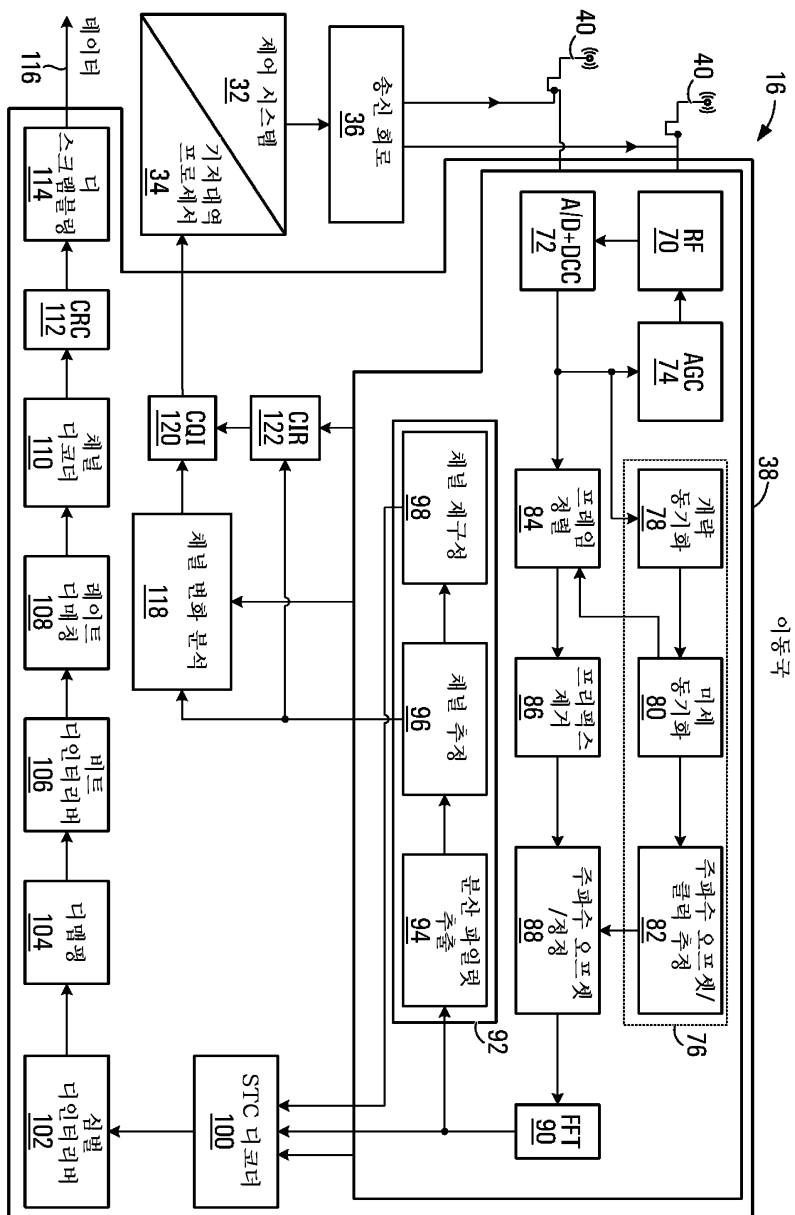 이동국
16
38
40
40
RF
70
AGC
74
개략
동기화
78
미세
동기화
80
주파수 오프셋/
클럭 추정
82
76
A/D+DCC
72
프레임
정렬
84
프리픽스
제거
86
주파수 오프셋
/정정
88
FFT
90
송신 회로
36
채널 재구성
98
채널 추정
96
분산 파일럿
추출
94
92
제어 시스템
32
기저대역
프로세서
34
CIR
122
CQI
120
채널 변화 분석
118
STC 디코더
100
데이터
116
디
스크램블링
114
CRC
112
채널
디코더
110
레이트
디매칭
108
비트
디인터리버
106
디맵핑
104
심벌
디인터리버
102